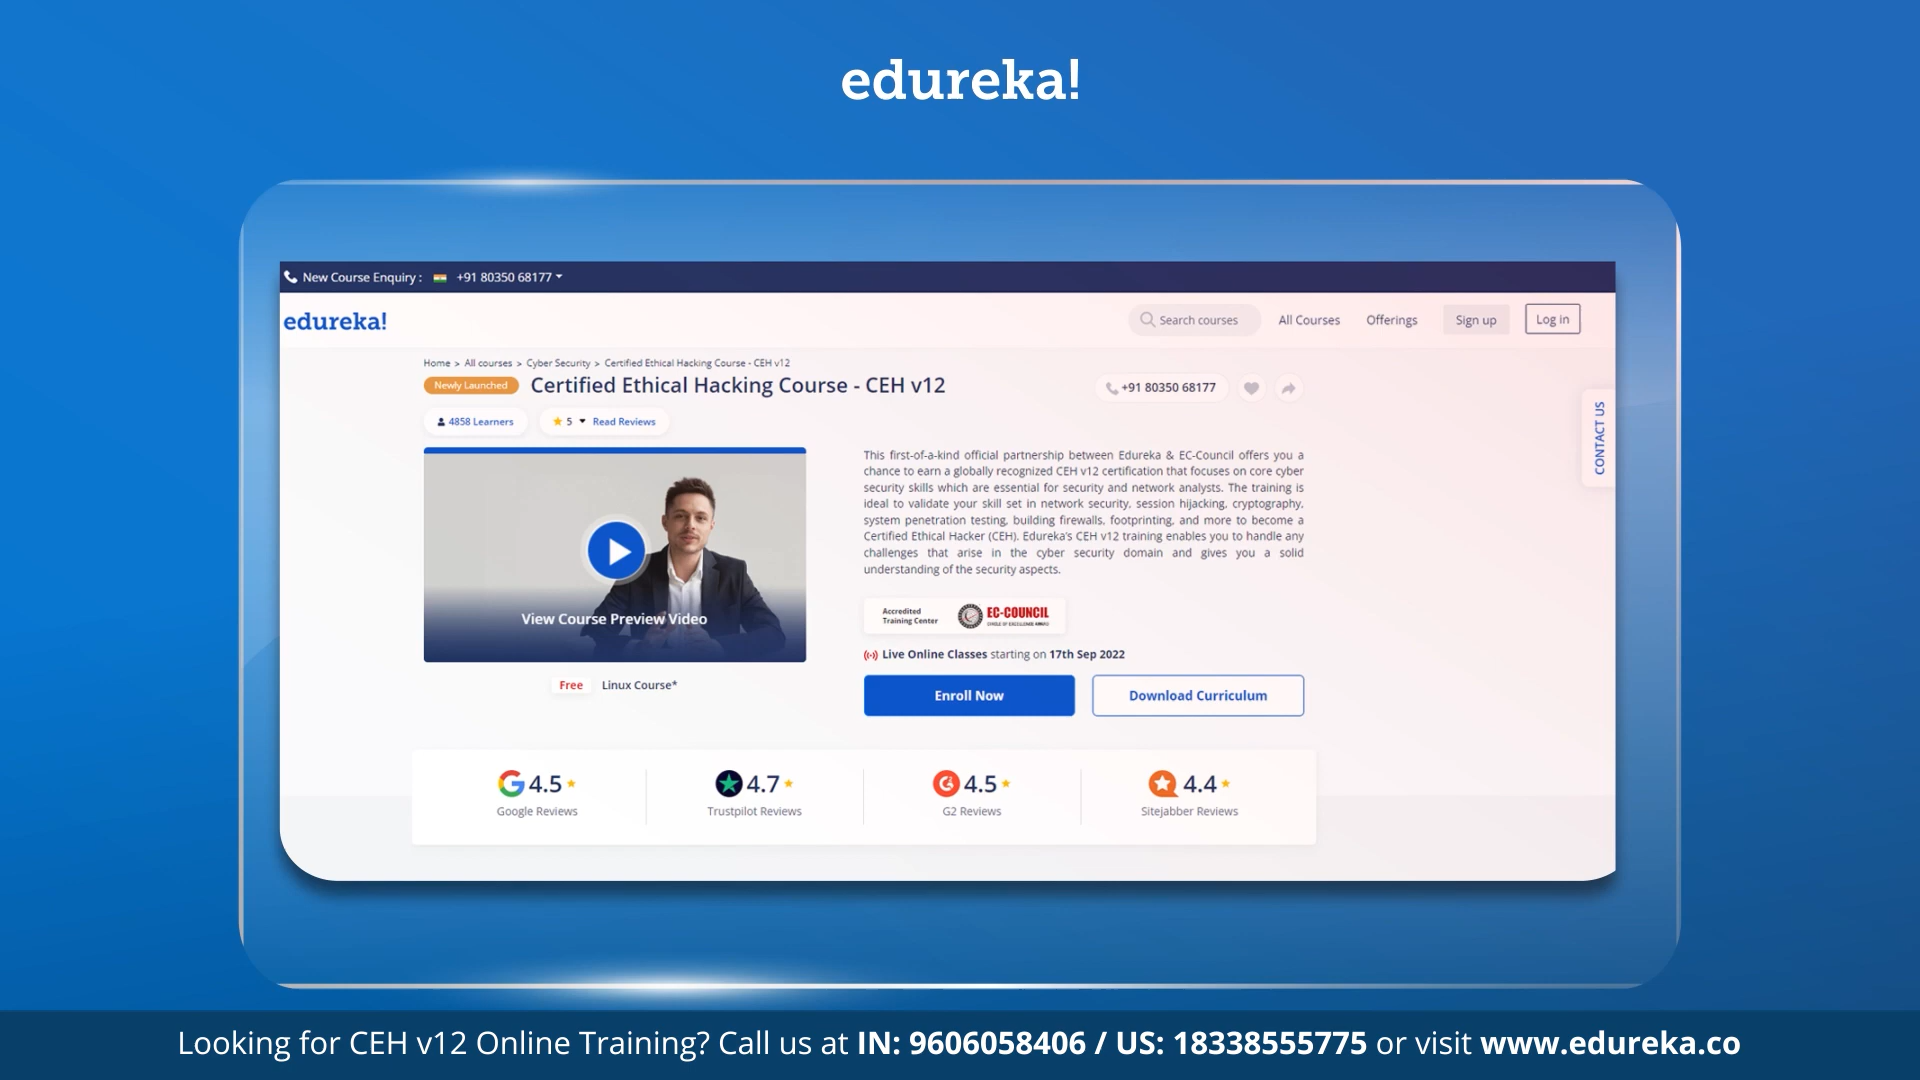 edureka!
New Course Enquiry : +91 80350 68177
edureka!
Search courses
All Courses
Offerings
Sign up
Log in
Home > All courses > Cyber Security > Certified Ethical Hacking Course - CEH v12
Newly Launched
Certified Ethical Hacking Course - CEH v12
+91 80350 68177
4858 Learners
5
Read Reviews
CONTACT US
View Course Preview Video
Free Linux Course*
This first-of-a-kind official partnership between Edureka & EC-Council offers you a
chance to earn a globally recognized CEH v12 certification that focuses on core cyber
security skills which are essential for security and network analysts. The training is
ideal to validate your skill set in network security, session hijacking, cryptography,
system penetration testing, building firewalls, footprinting, and more to become a
Certified Ethical Hacker (CEH). Edureka's CEH v12 training enables you to handle any
challenges that arise in the cyber security domain and gives you a solid
understanding of the security aspects.
Accredited
Training Center
EC-COUNCIL
Live Online Classes starting on 17th Sep 2022
Enroll Now
Download Curriculum
4.5
Google Reviews
4.7
Trustpilot Reviews
4.5
G2 Reviews
4.4
Sitejabber Reviews
Looking for CEH v12 Online Training? Call us at IN: 9606058406 / US: 18338555775 or visit www.edureka.co